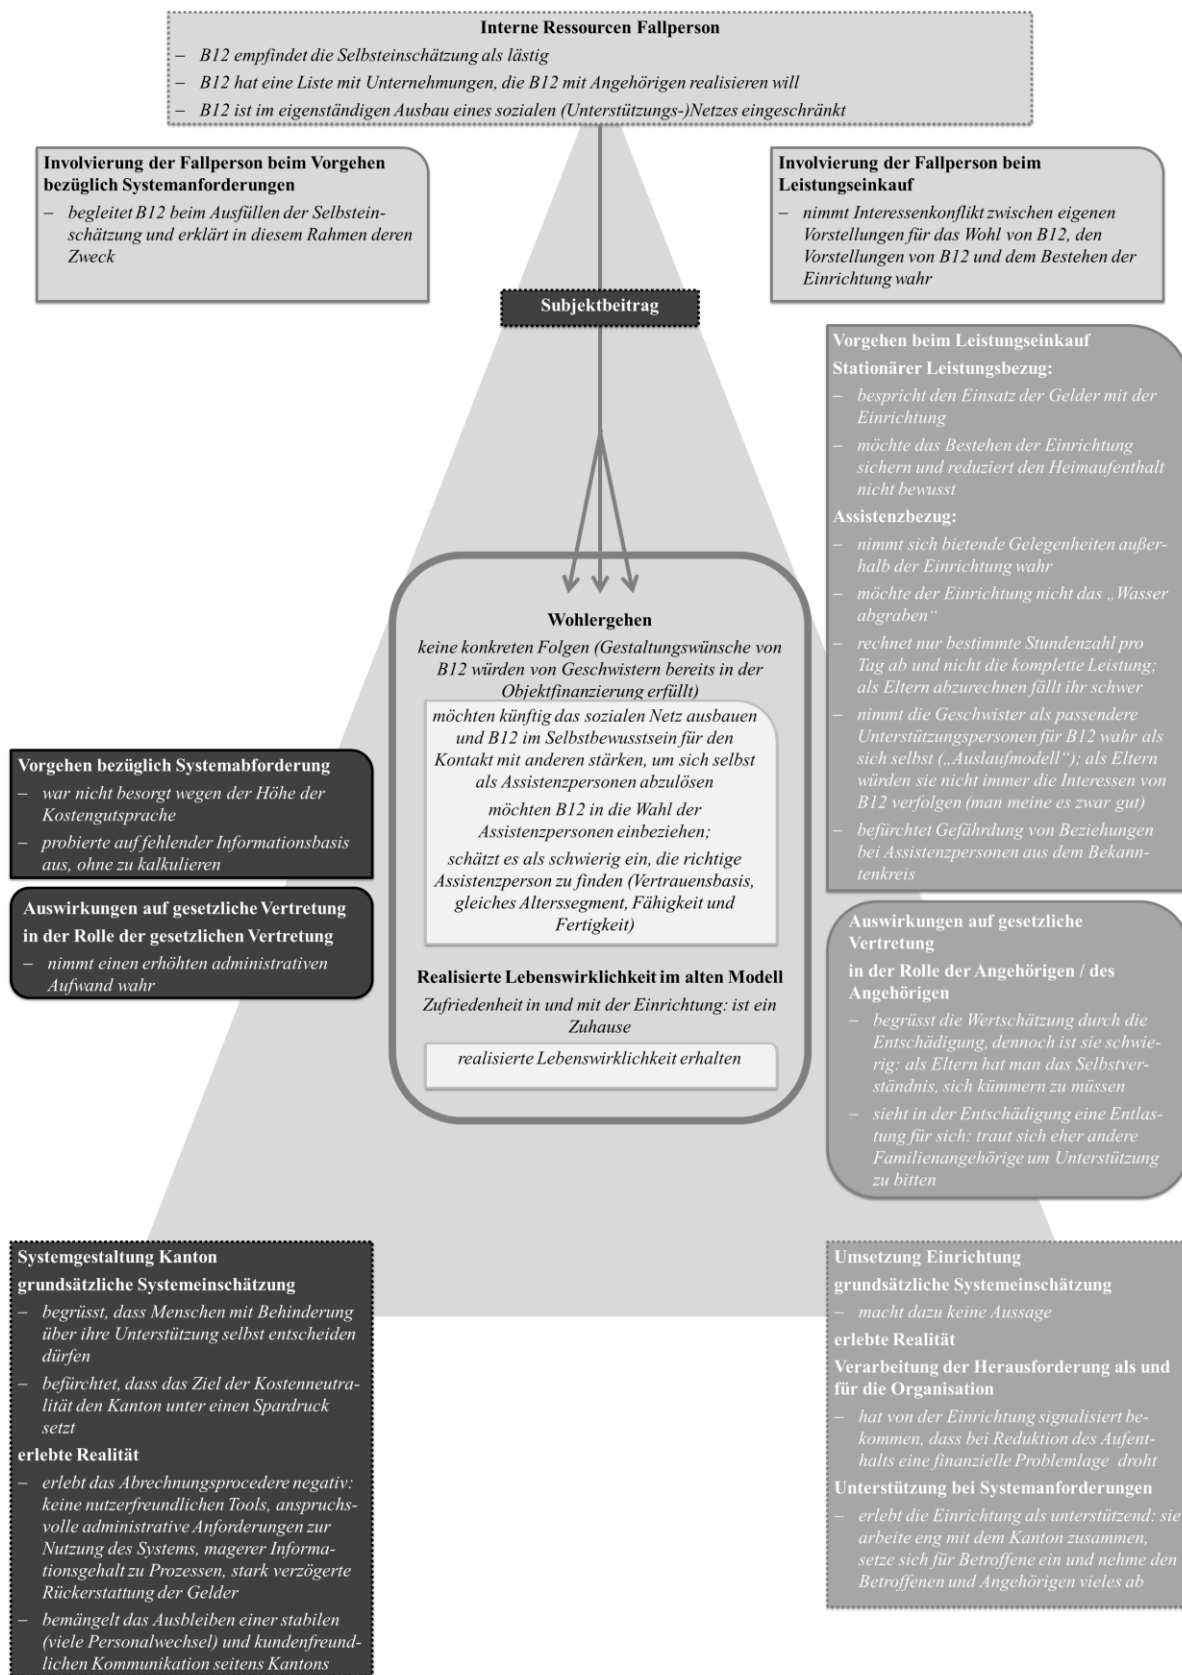 Interne Ressourcen Fallperson
– B12 empfindet die Selbsteinschätzung als lästig
– B12 hat eine Liste mit Unternehmungen, die B12 mit Angehörigen realisieren will
– B12 ist im eigenständigen Ausbau eines sozialen (Unterstützungs-)Netzes eingeschränkt
Involvierung der Fallperson beim Vorgehen
bezüglich Systemanforderungen
– begleitet B12 beim Ausfüllen der Selbstein-
schätzung und erklärt in diesem Rahmen deren
Zweck
Involvierung der Fallperson beim
Leistungseinkauf
– nimmt Interessenkonflikt zwischen eigenen
Vorstellungen für das Wohl von B12, den
Vorstellungen von B12 und dem Bestehen der
Einrichtung wahr
Subjektbeitrag
Vorgehen beim Leistungseinkauf
Stationärer Leistungsbezug:
– bespricht den Einsatz der Gelder mit der
Einrichtung
– möchte das Bestehen der Einrichtung
sichern und reduziert den Heimaufenthalt
nicht bewusst
Assistenzbezug:
– nimmt sich bietende Gelegenheiten außer-
halb der Einrichtung wahr
– möchte der Einrichtung nicht das „Wasser
abgraben“
– rechnet nur bestimmte Stundenzahl pro
Tag ab und nicht die komplette Leistung;
als Eltern abzurechnen fällt ihr schwer
– nimmt die Geschwister als passendere
Unterstützungspersonen für B12 wahr als
sich selbst („Auslaufmodell“); als Eltern
würden sie nicht immer die Interessen von
B12 verfolgen (man meine es zwar gut)
– befürchtet Gefährdung von Beziehungen
bei Assistenzpersonen aus dem Bekann-
tenkreis
Wohlergehen
keine konkreten Folgen (Gestaltungswünsche von
B12 würden von Geschwistern bereits in der
Objektfinanzierung erfüllt)
möchten künftig das sozialen Netz ausbauen
und B12 im Selbstbewusstsein für den
Kontakt mit anderen stärken, um sich selbst
als Assistenzpersonen abzulösen
möchten B12 in die Wahl der
Assistenzpersonen einbeziehen;
schätzt es als schwierig ein, die richtige
Assistenzperson zu finden (Vertrauensbasis,
gleiches Alterssegment, Fähigkeit und
Fertigkeit)
Realisierte Lebenswirklichkeit im alten Modell
Zufriedenheit in und mit der Einrichtung: ist ein
Zuhause
realisierte Lebenswirklichkeit erhalten
Vorgehen bezüglich Systemabforderung
– war nicht besorgt wegen der Höhe der
Kostengutsprache
– probierte auf fehlender Informationsbasis
aus, ohne zu kalkulieren
Auswirkungen auf gesetzliche Vertretung
in der Rolle der gesetzlichen Vertretung
– nimmt einen erhöhten administrativen
Aufwand wahr
Auswirkungen auf gesetzliche
Vertretung
in der Rolle der Angehörigen / des
Angehörigen
– begrüsst die Wertschätzung durch die
Entschädigung, dennoch ist sie schwie-
rig: als Eltern hat man das Selbstver-
ständnis, sich kümmern zu müssen
– sieht in der Entschädigung eine Entlas-
tung für sich: traut sich eher andere
Familienangehörige um Unterstützung
zu bitten
Systemgestaltung Kanton
grundsätzliche Systemeinschätzung
– begrüsst, dass Menschen mit Behinderung
über ihre Unterstützung selbst entscheiden
dürfen
– befürchtet, dass das Ziel der Kostenneutra-
lität den Kanton unter einen Spardruck
setzt
erlebte Realität
– erlebt das Abrechnungsprocedere negativ:
keine nutzerfreundlichen Tools, anspruchs-
volle administrative Anforderungen zur
Nutzung des Systems, magerer Informa-
tionsgehalt zu Prozessen, stark verzögerte
Rückerstattung der Gelder
– bemängelt das Ausbleiben einer stabilen
(viele Personalwechsel) und kundenfreund-
lichen Kommunikation seitens Kantons
Umsetzung Einrichtung
grundsätzliche Systemeinschätzung
– macht dazu keine Aussage
erlebte Realität
Verarbeitung der Herausforderung als und
für die Organisation
– hat von der Einrichtung signalisiert be-
kommen, dass bei Reduktion des Aufent-
halts eine finanzielle Problemlage droht
Unterstützung bei Systemanforderungen
– erlebt die Einrichtung als unterstützend: sie
arbeite eng mit dem Kanton zusammen,
setze sich für Betroffene ein und nehme den
Betroffenen und Angehörigen vieles ab